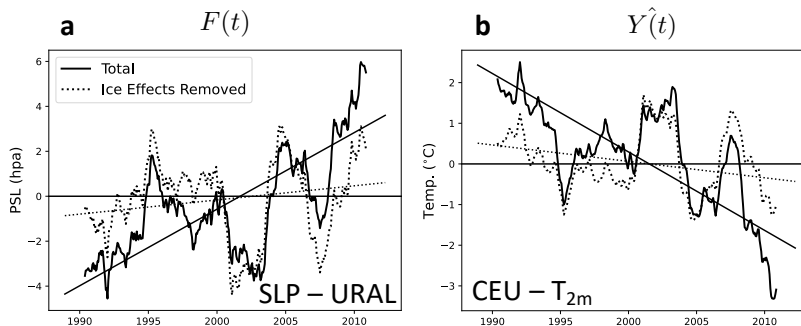 a F(t)
Total
Ice Effects Removed
PSL (hpa)
6
4
2
0
−2
−4
1990 1995 2000 2005 2010
SLP – URAL
b Ŷ(t)
Temp. (°C)
2
1
0
−1
−2
−3
1990 1995 2000 2005 2010
CEU – T₂ₘ